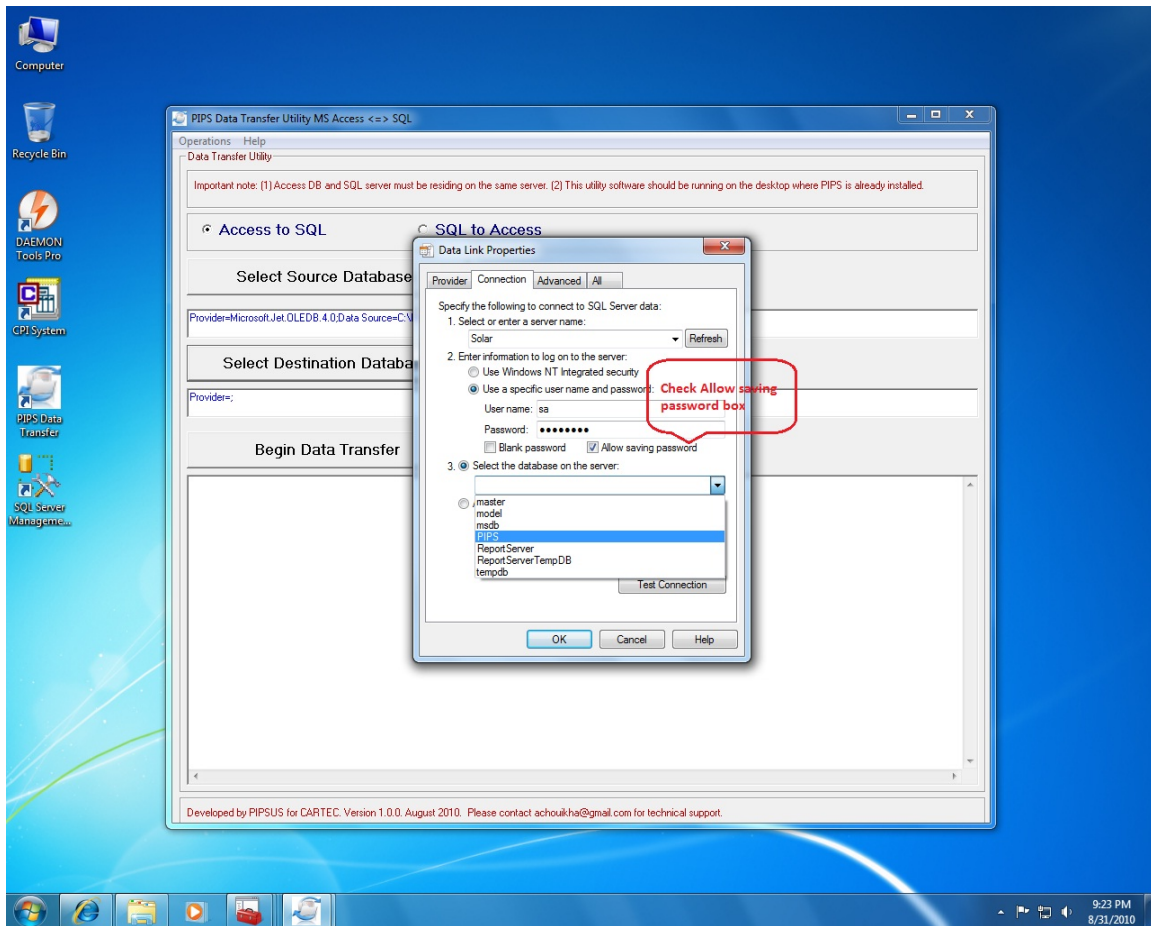 Computer
Recycle Bin
DAEMON
Tools Pro
CPI System
PIPS Data
Transfer
SQL Server
Manageme...
PIPS Data Transfer Utility MS Access <=> SQL
Operations Help
Data Transfer Utility
Important note: (1) Access DB and SQL server must be residing on the same server. (2) This utility software should be running on the desktop where PIPS is already installed.
Access to SQL SQL to Access
Select Source Database
Provider=Microsoft.Jet.OLEDB.4.0;Data Source=C:\
Select Destination Databa
Provider=;
Begin Data Transfer
Data Link Properties
Provider Connection Advanced All
Specify the following to connect to SQL Server data:
1. Select or enter a server name:
Solar Refresh
2. Enter information to log on to the server:
Use Windows NT Integrated security
Use a specific user name and password:
User name: sa
Password: ••••••••
Blank password Allow saving password
Check Allow saving
password box
3. Select the database on the server:
master
model
msdb
PIPS
ReportServer
ReportServerTempDB
tempdb
Test Connection
OK Cancel Help
Developed by PIPSUS for CARTEC. Version 1.0.0. August 2010. Please contact achouikha@gmail.com for technical support.
9:23 PM
8/31/2010